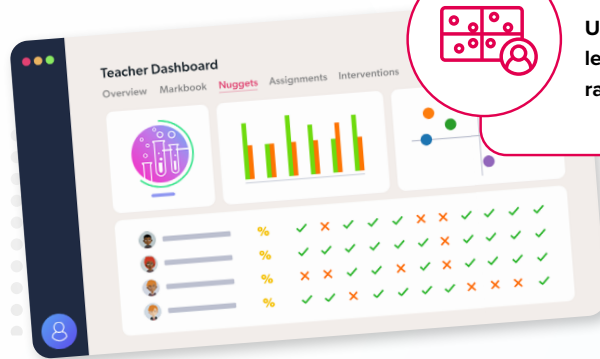 Teacher Dashboard
Overview Markbook Nuggets Assignments Interventions
U
le
ra
%
%
%
%